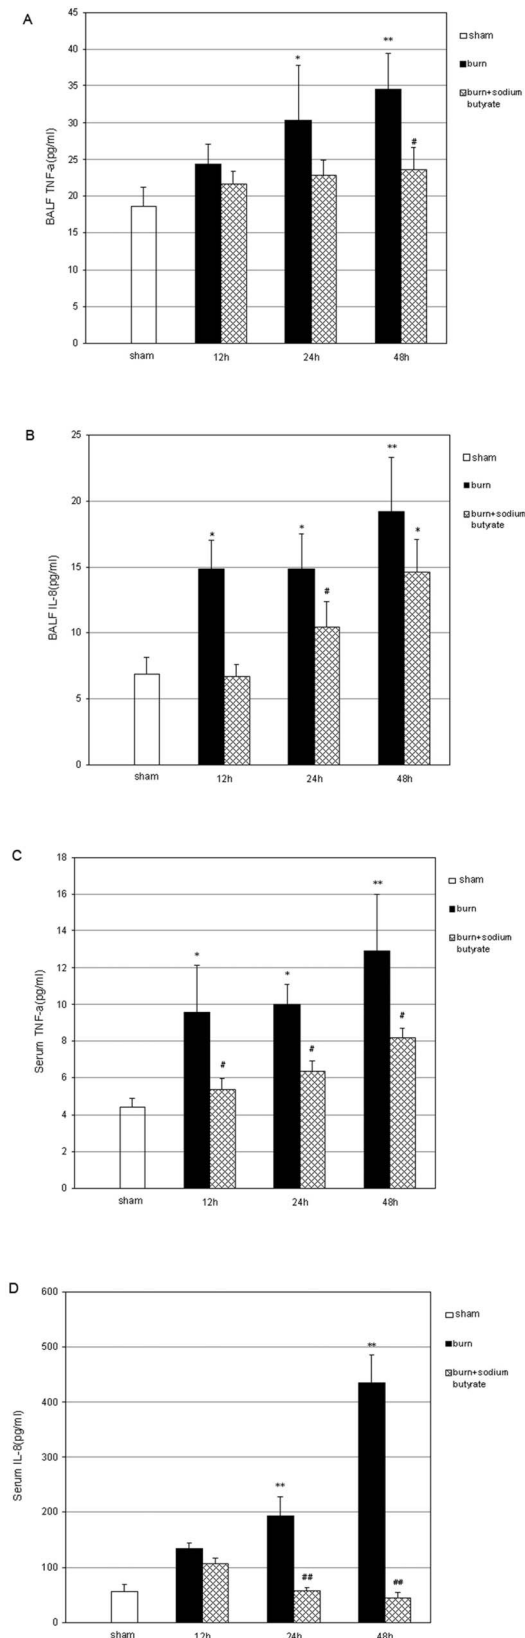 A
BALF TNF-a(pg/ml)
45
40
35
30
25
20
15
10
5
0
*
**
#
sham
12h
24h
48h
sham
burn
burn+sodium
butyrate
B
BALF IL-8(pg/ml)
25
20
15
10
5
0
*
*
#
**
*
sham
12h
24h
48h
sham
burn
burn+sodium
butyrate
C
Serum TNF-a(pg/ml)
18
16
14
12
10
8
6
4
2
0
*
#
*
#
**
#
sham
12h
24h
48h
sham
burn
burn+sodium
butyrate
D
Serum IL-8(pg/ml)
600
500
400
300
200
100
0
**
##
**
##
sham
12h
24h
48h
sham
burn
burn+sodium
butyrate